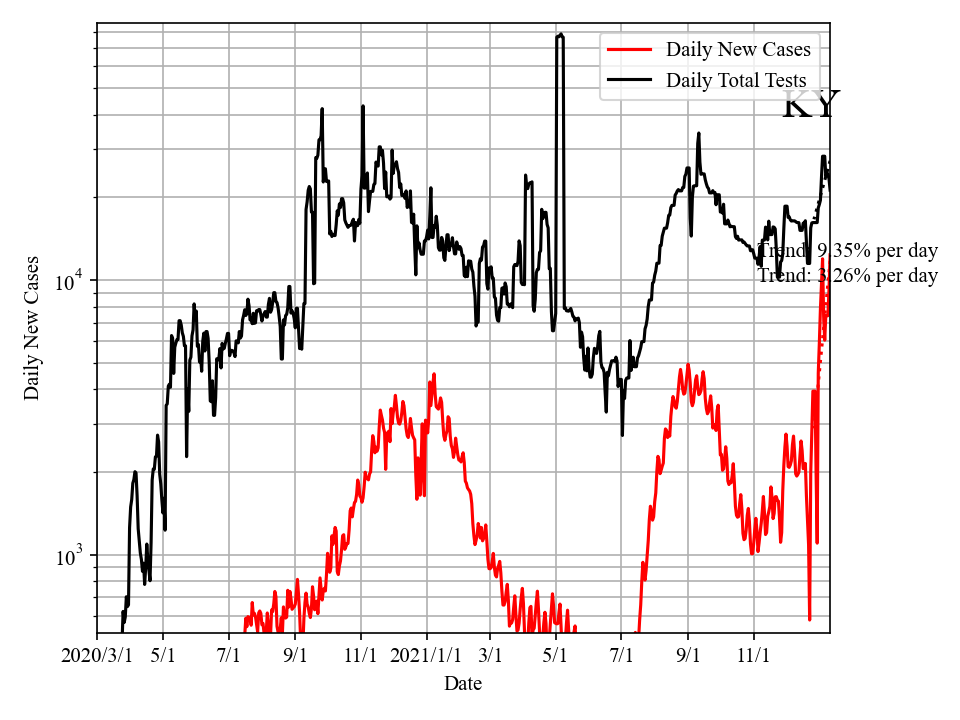 Daily New Cases
Daily Total Tests
KY
Trend: 9.35% per day
Trend: 3.26% per day
10^4
10^3
Daily New Cases
2020/3/1 5/1 7/1 9/1 11/1 2021/1/1 3/1 5/1 7/1 9/1 11/1
Date